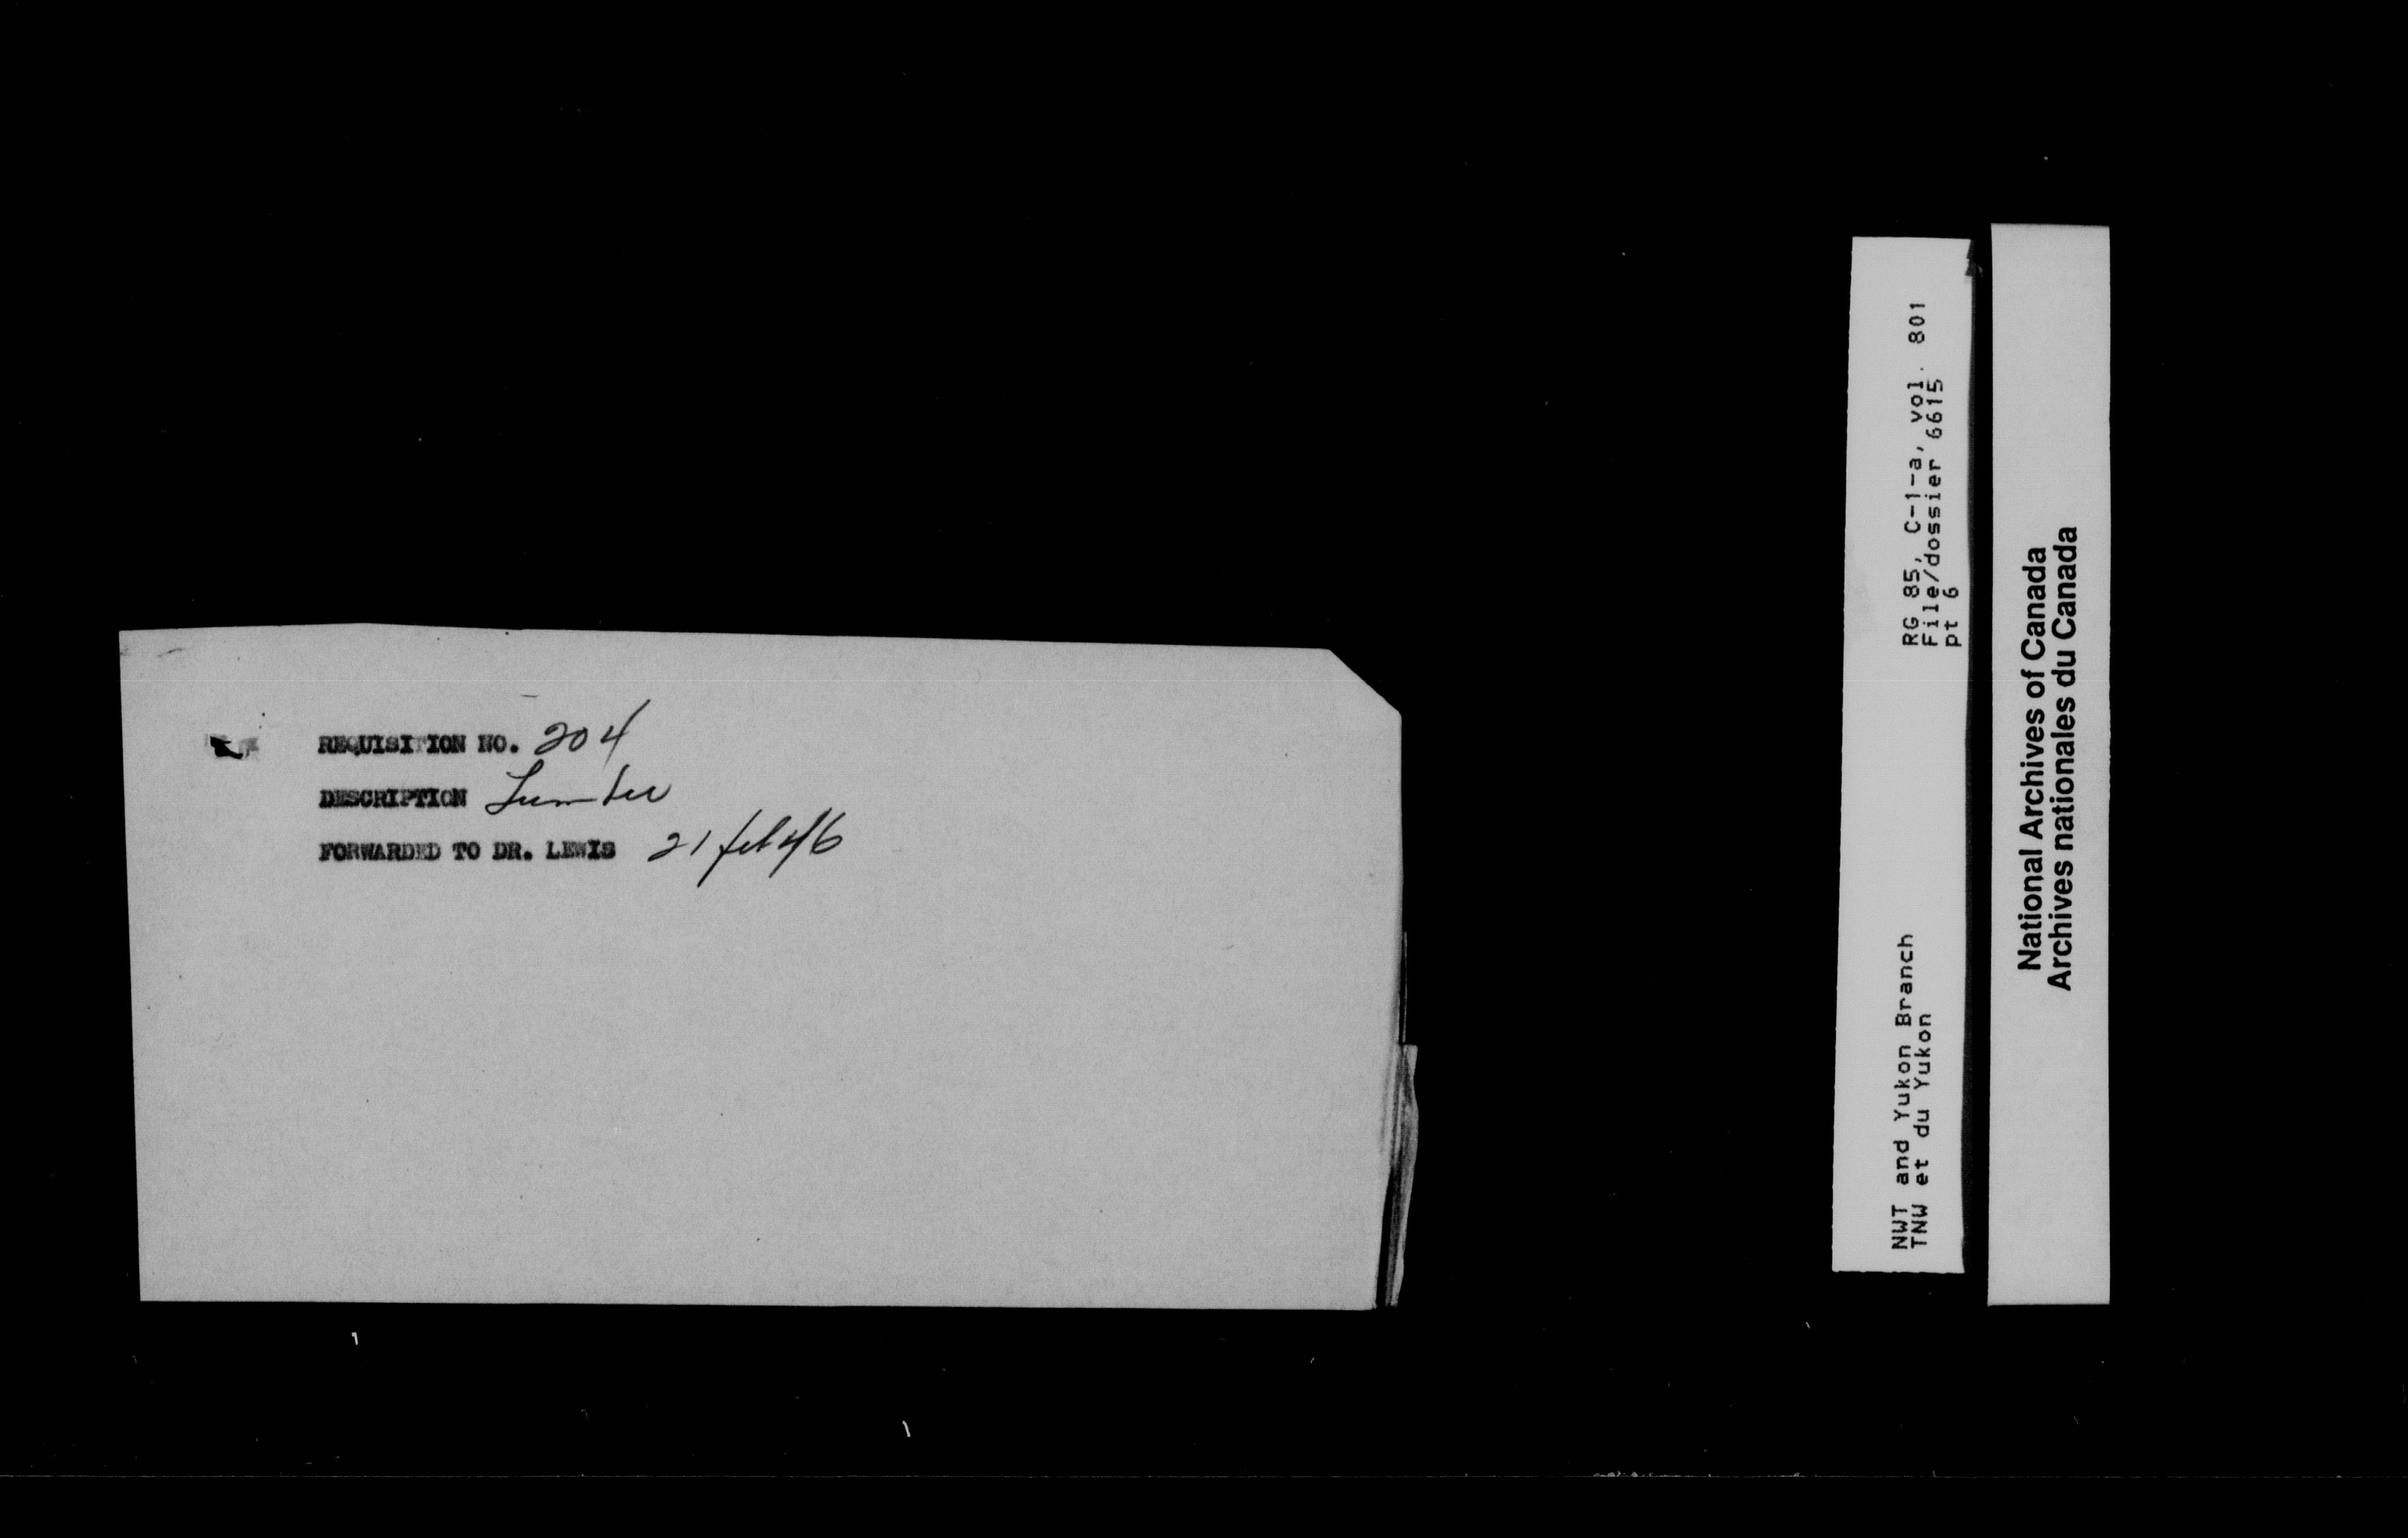 REQUISITION NO. 204
DESCRIPTION Lumber
FORWARDED TO DR. LEWIS 21 feb 46
RG 85, C-1-a, vol. 801
File/dossier 6615
pt 6
NWT and Yukon Branch
TNW et du Yukon
National Archives of Canada
Archives nationales du Canada